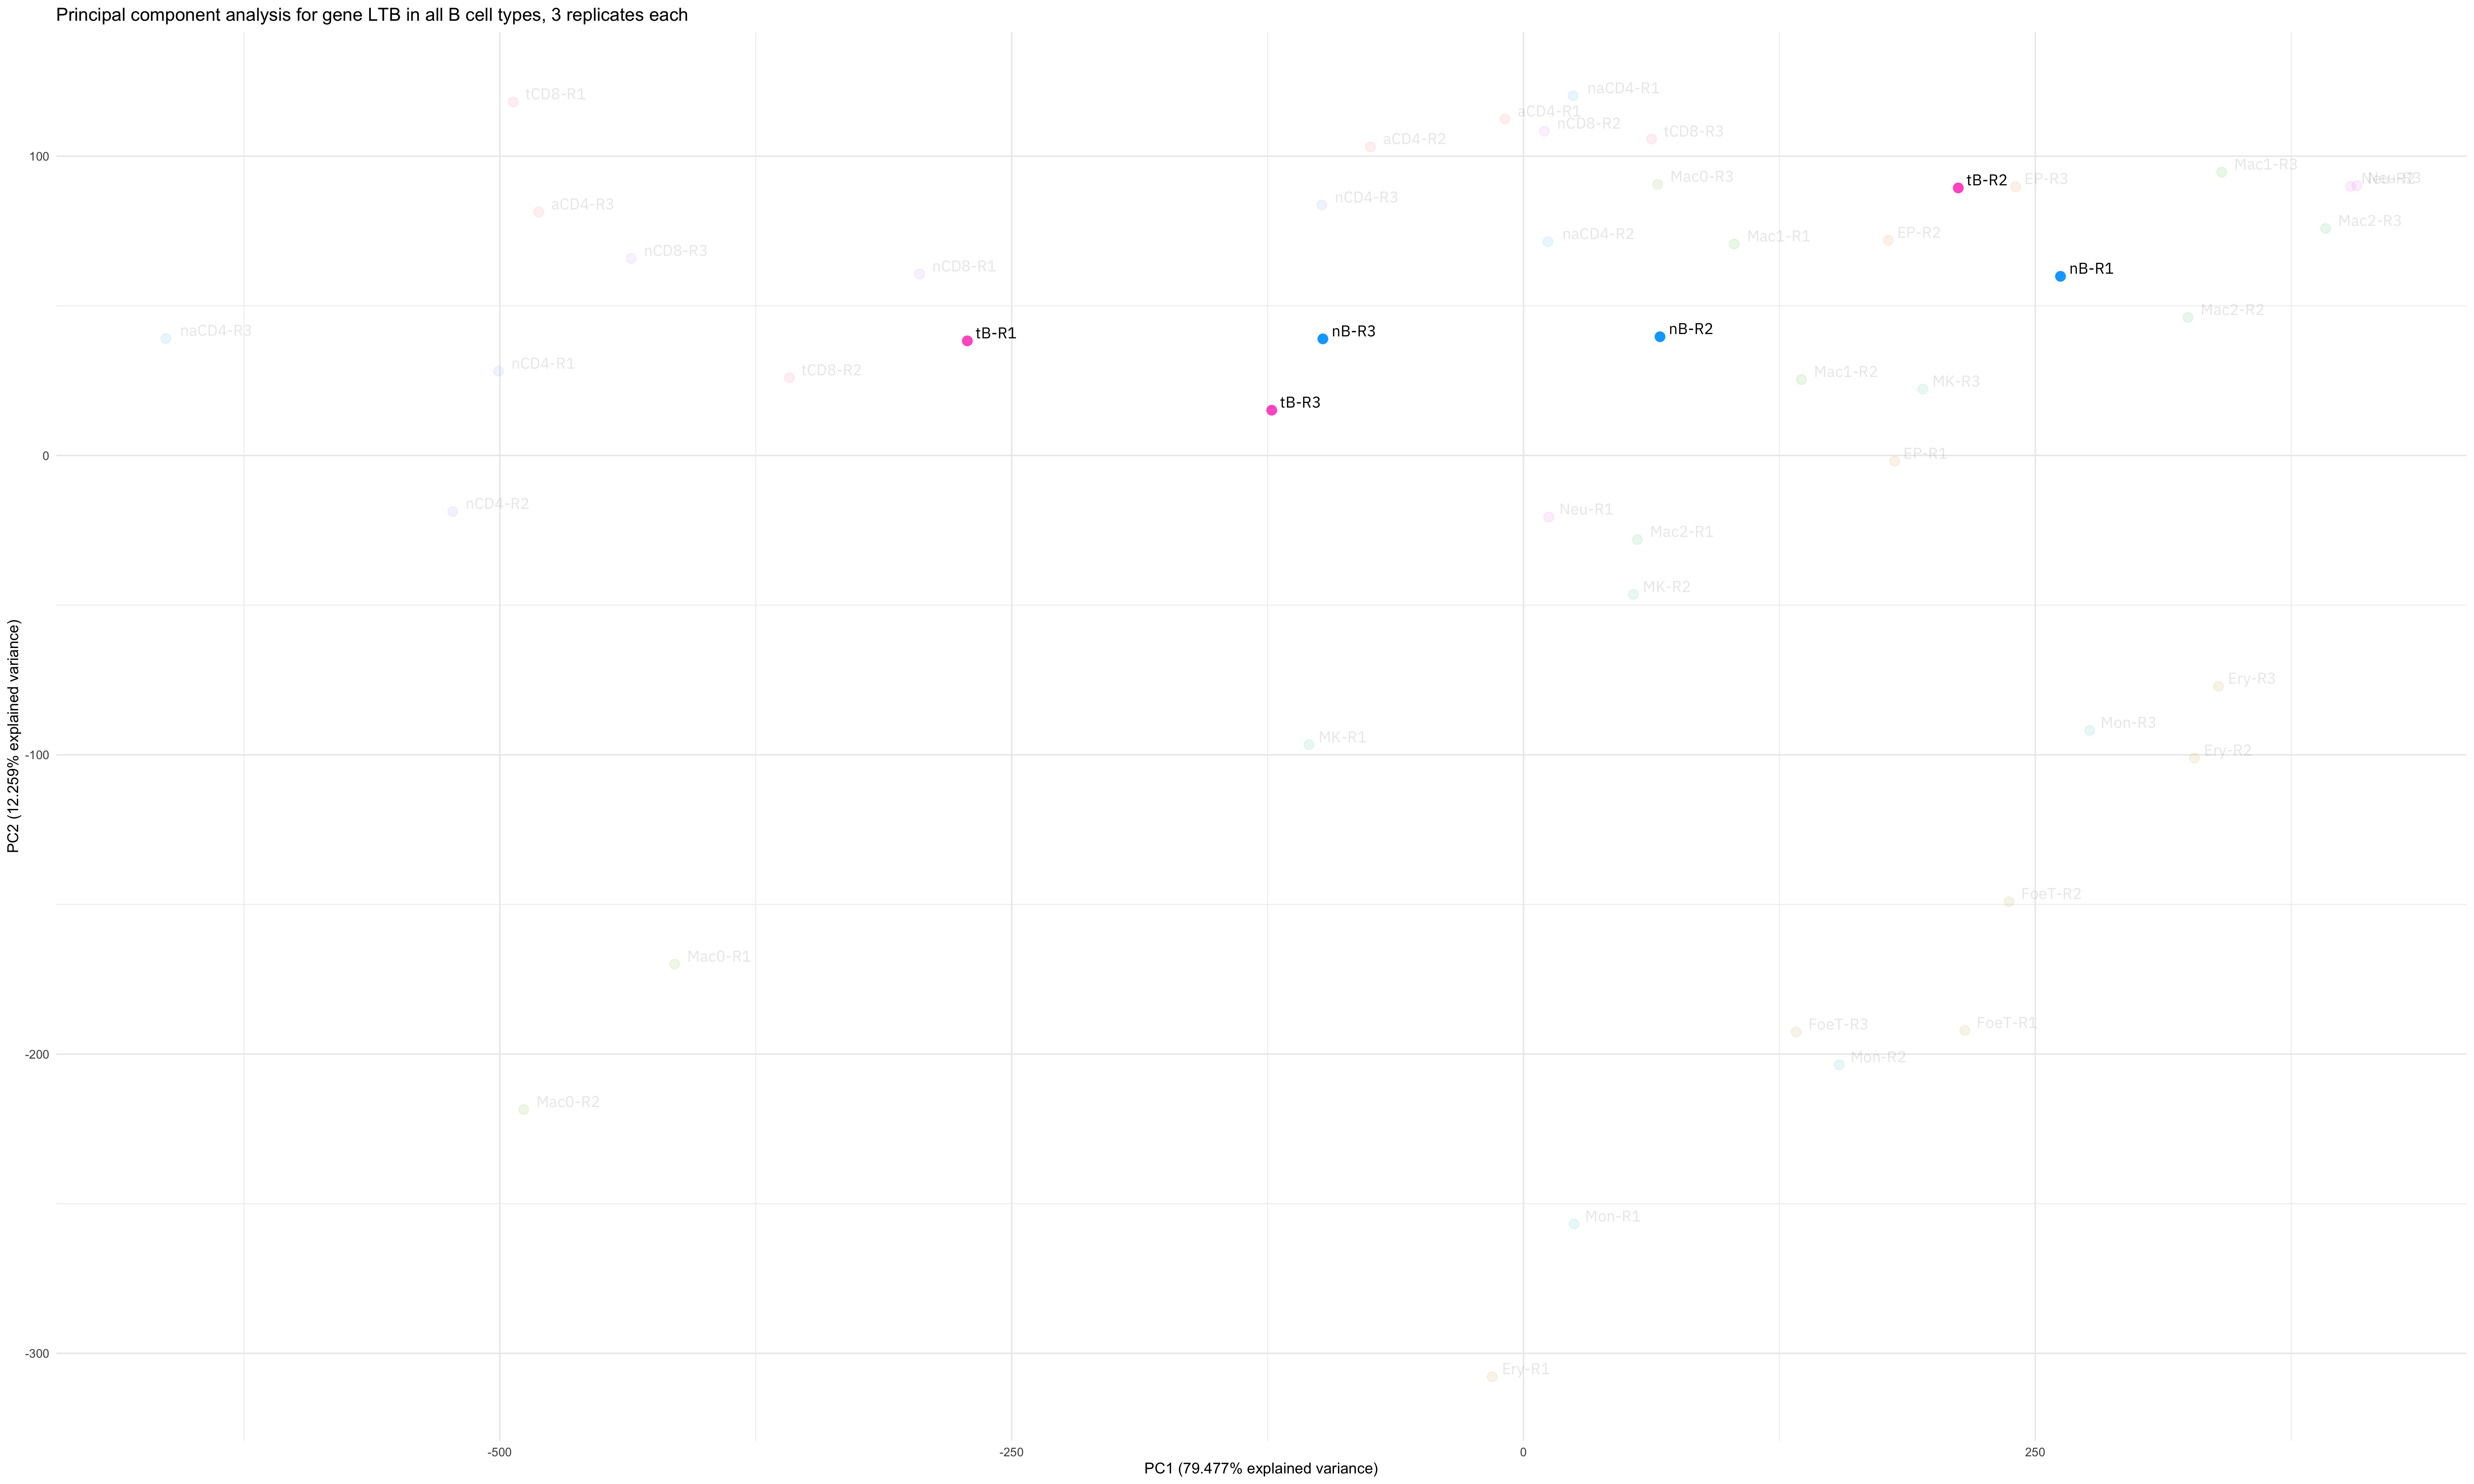 Principal component analysis for gene LTB in all B cell types, 3 replicates each
naCD4-R1
tCD8-R1
aCD4-R1
nCD8-R2
tCD8-R3
aCD4-R2
Mac1-R3
Mac0-R3
tB-R2
EP-R3
Neu-R3
nCD4-R3
aCD4-R3
Mac2-R3
naCD4-R2
Mac1-R1
EP-R2
nCD8-R3
nCD8-R1
nB-R1
Mac2-R2
naCD4-R3
tB-R1
nB-R3
nB-R2
nCD4-R1
tCD8-R2
Mac1-R2
MK-R3
tB-R3
EP-R1
nCD4-R2
Neu-R1
Mac2-R1
MK-R2
Ery-R3
Mon-R3
MK-R1
Ery-R2
FoeT-R2
Mac0-R1
FoeT-R3
FoeT-R1
Mon-R2
Mac0-R2
Mon-R1
Ery-R1
100
0
-100
-200
-300
PC2 (12.259% explained variance)
-500
-250
0
250
PC1 (79.477% explained variance)